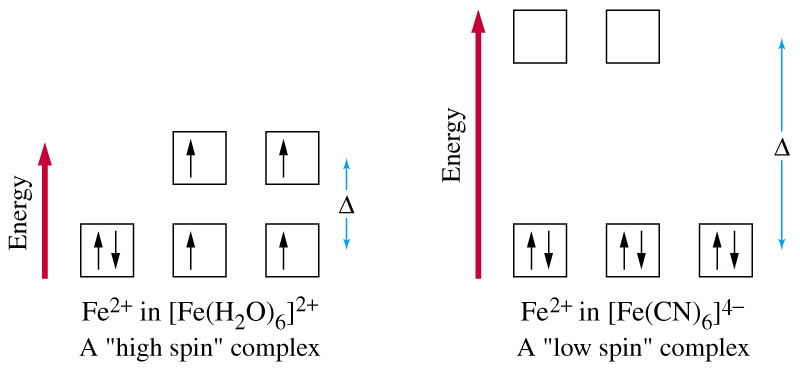 Energy
Δ
Fe²⁺ in [Fe(H₂O)₆]²⁺
A "high spin" complex
Energy
Δ
Fe²⁺ in [Fe(CN)₆]⁴⁻
A "low spin" complex